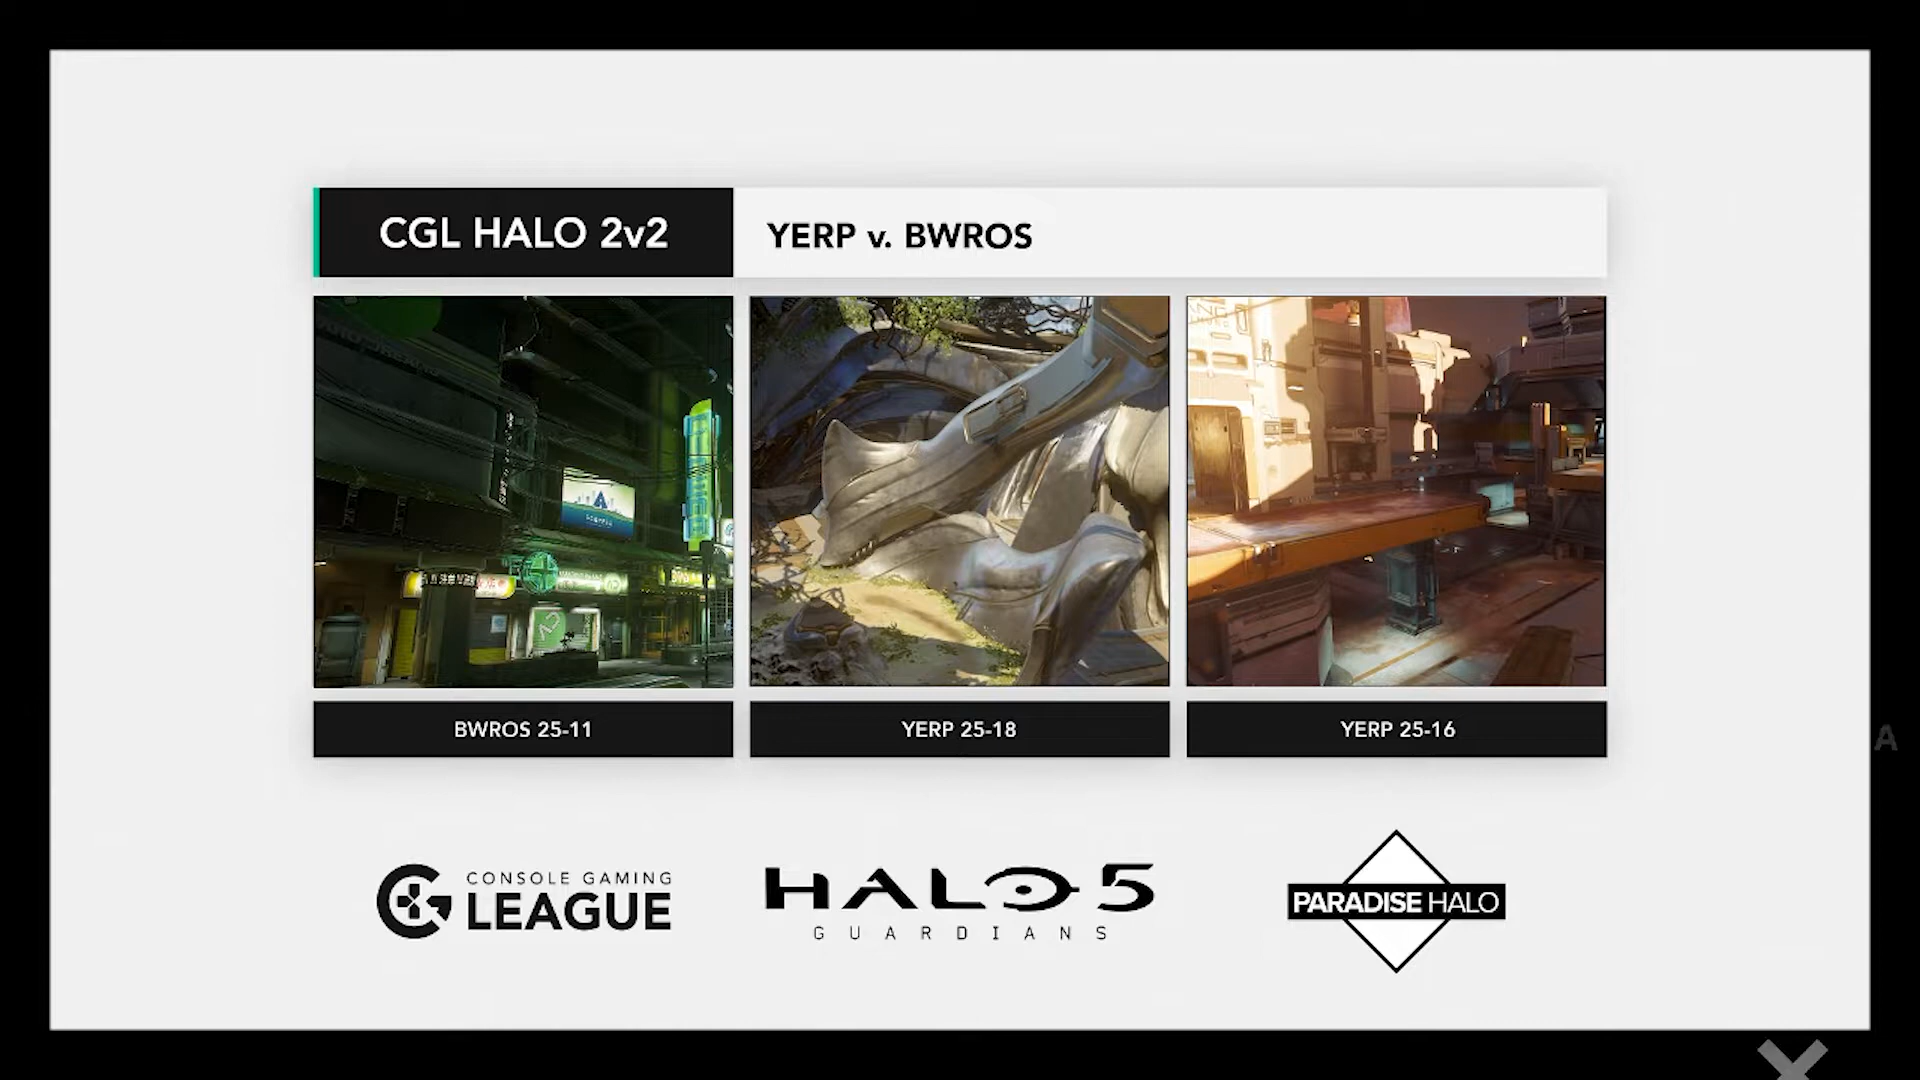 CGL HALO 2v2
YERP v. BWROS
BWROS 25-11
YERP 25-18
YERP 25-16
CONSOLE GAMING
LEAGUE
HALO 5
GUARDIANS
PARADISE HALO
A